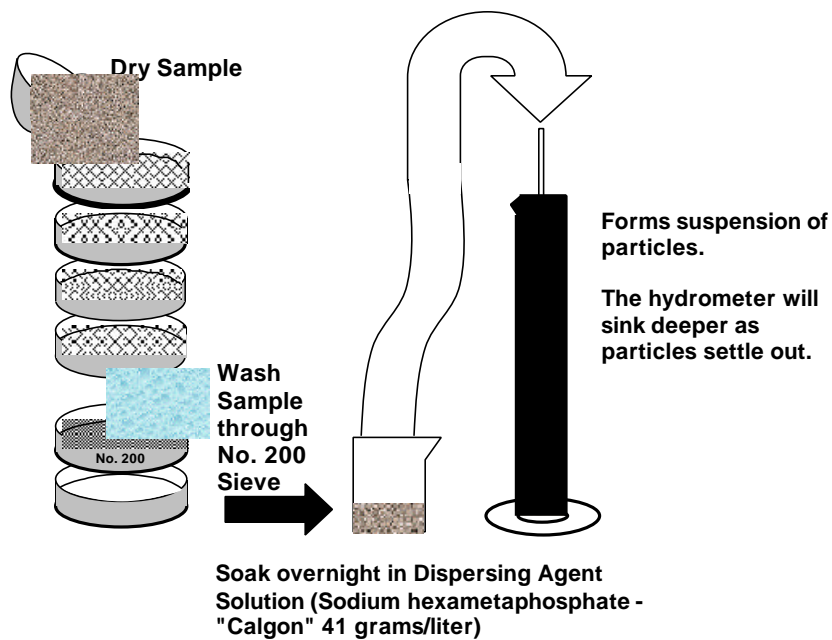 Dry Sample
Forms suspension of
particles.
The hydrometer will
sink deeper as
particles settle out.
Wash
Sample
through
No. 200
Sieve
No. 200
Soak overnight in Dispersing Agent
Solution (Sodium hexametaphosphate -
"Calgon" 41 grams/liter)